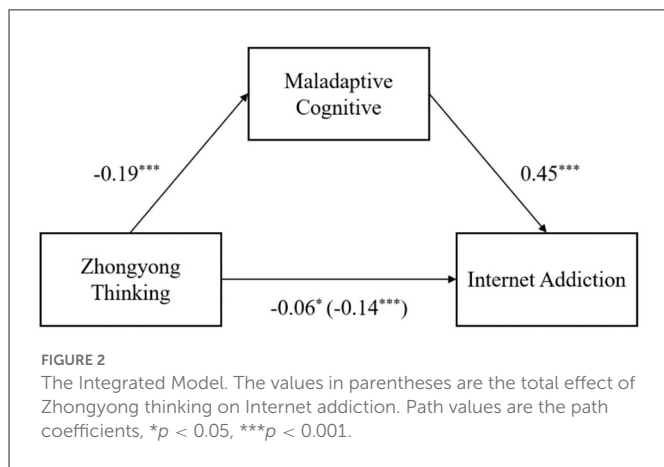 Maladaptive
Cognitive
-0.19***
0.45***
Zhongyong
Thinking
Internet Addiction
-0.06* (-0.14***)
FIGURE 2
The Integrated Model. The values in parentheses are the total effect of
Zhongyong thinking on Internet addiction. Path values are the path
coefficients, *p < 0.05, ***p < 0.001.